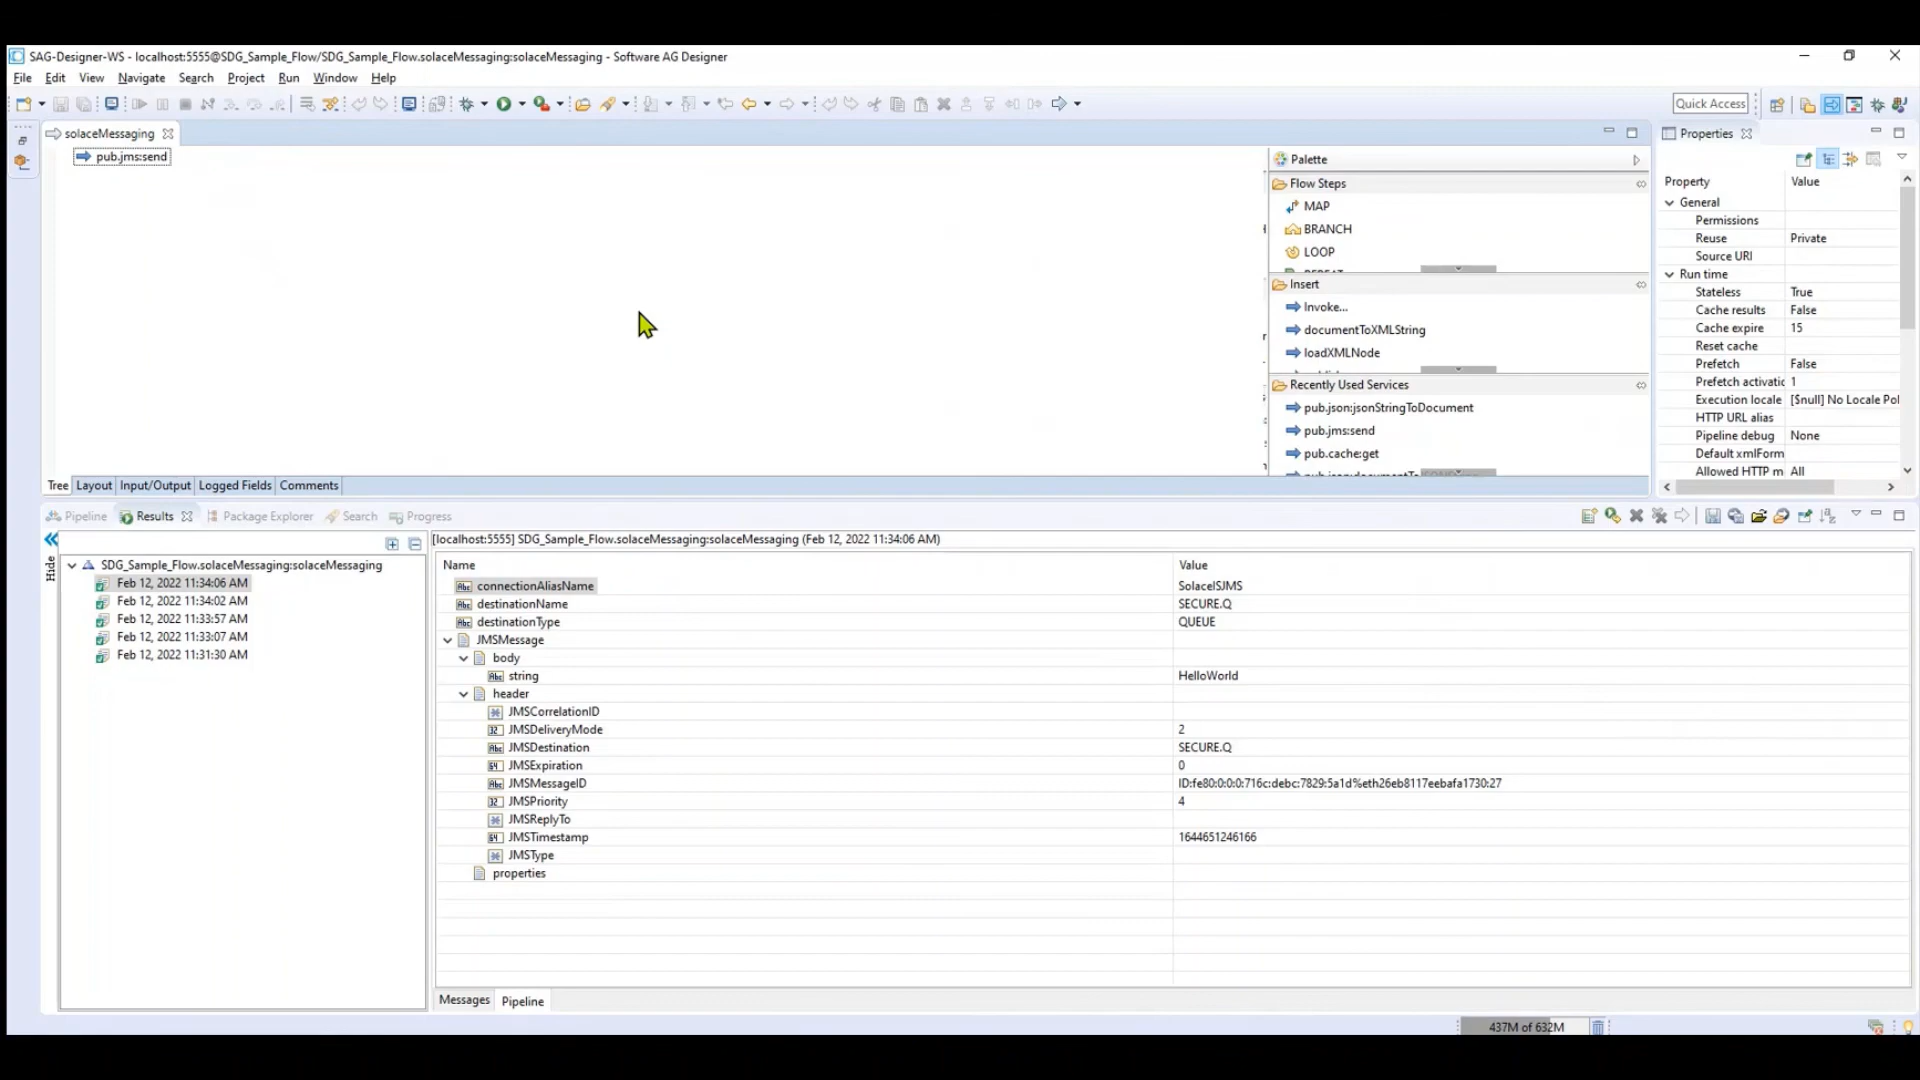 SAG-Designer-WS - localhost:5555@SDG_Sample_Flow/SDG_Sample_Flow.solaceMessaging:solaceMessaging - Software AG Designer
File Edit View Navigate Search Project Run Window Help
Quick Access
solaceMessaging
pub.jms:send
Palette
Flow Steps
MAP
BRANCH
LOOP
Insert
Invoke...
documentToXMLString
loadXMLNode
Recently Used Services
pub.json:jsonStringToDocument
pub.jms:send
pub.cache:get
Properties
Property Value
General
Permissions
Reuse Private
Source URI
Run time
Stateless True
Cache results False
Cache expire 15
Reset cache
Prefetch False
Prefetch activatic 1
Execution locale [$null] No Locale Pol
HTTP URL alias
Pipeline debug None
Default xmlForm
Allowed HTTP m All
Tree Layout Input/Output Logged Fields Comments
Pipeline Results Package Explorer Search Progress
Hide
SDG_Sample_Flow.solaceMessaging:solaceMessaging
Feb 12, 2022 11:34:06 AM
Feb 12, 2022 11:34:02 AM
Feb 12, 2022 11:33:57 AM
Feb 12, 2022 11:33:07 AM
Feb 12, 2022 11:31:30 AM
[localhost:5555] SDG_Sample_Flow.solaceMessaging:solaceMessaging (Feb 12, 2022 11:34:06 AM)
Name Value
connectionAliasName SolaceISJMS
destinationName SECURE.Q
destinationType QUEUE
JMSMessage
body
string HelloWorld
header
JMSCorrelationID
JMSDeliveryMode 2
JMSDestination SECURE.Q
JMSExpiration 0
JMSMessageID ID:fe80:0:0:0:716c:debc:7829:5a1d%eth26eb8117eebafa1730:27
JMSPriority 4
JMSReplyTo
JMSTimestamp 1644651246166
JMSType
properties
Messages Pipeline
437M of 632M